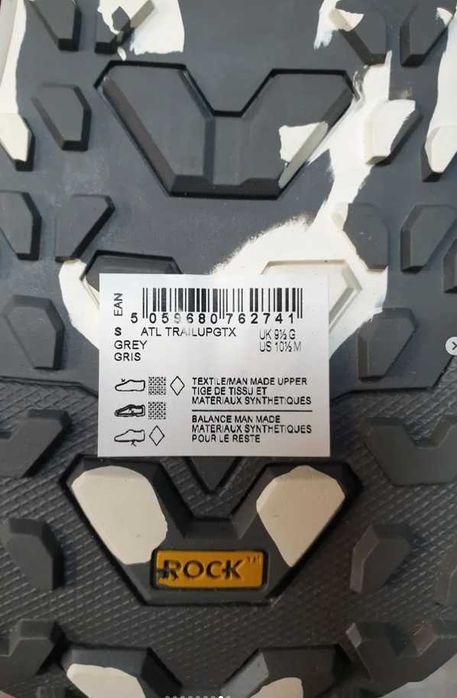 EAN
5 059680 762741
S ATL TRAILUPGTX UK 9½ G
GREY US 10½ M
GRIS
TEXTILE/MAN MADE UPPER
TIGE DE TISSU ET
MATERIAUX SYNTHETIQUES
BALANCE MAN MADE
MATERIAUX SYNTHETIQUES
POUR LE RESTE
ROCK™